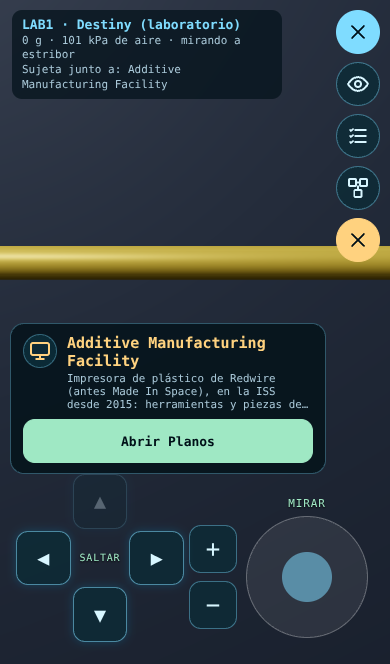 LAB1 · Destiny (laboratorio)
0 g · 101 kPa de aire · mirando a
estribor
Sujeta junto a: Additive
Manufacturing Facility
Additive Manufacturing
Facility
Impresora de plástico de Redwire
(antes Made In Space), en la ISS
desde 2015: herramientas y piezas de…
Abrir Planos
MIRAR
SALTAR